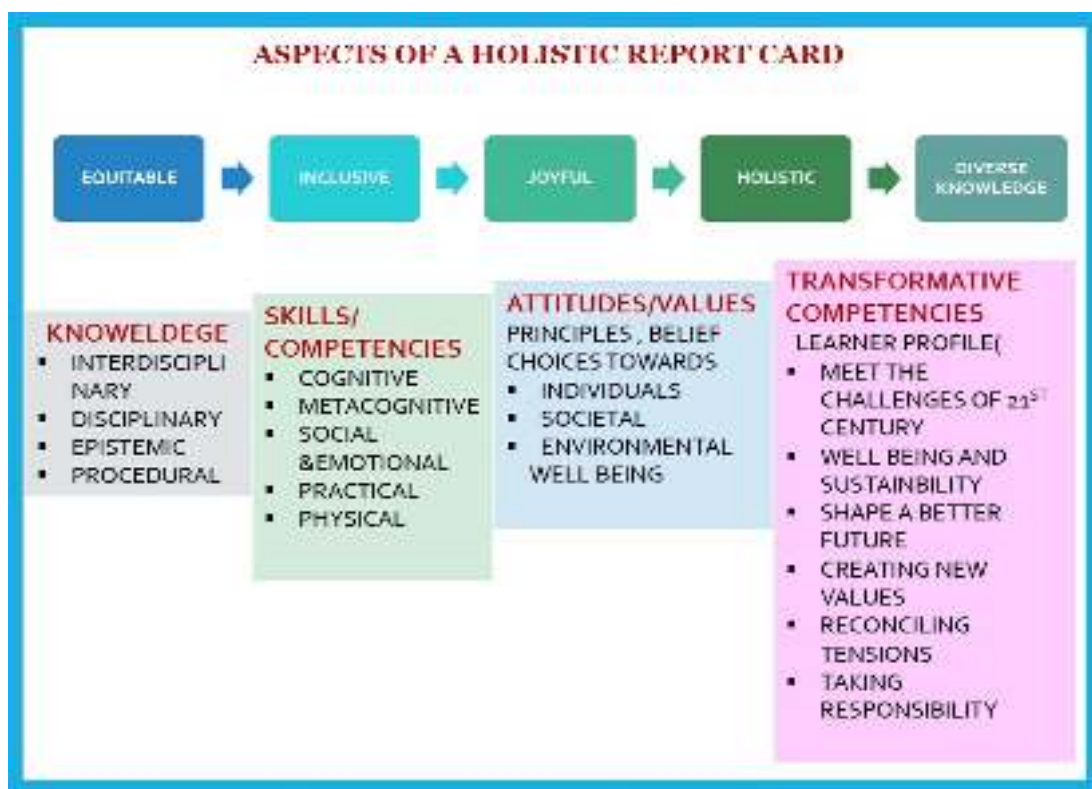 ASPECTS OF A HOLISTIC REPORT CARD
EQUITABLE
INCLUSIVE
JOYFUL
HOLISTIC
DIVERSE
KNOWLEDGE
KNOWELDEGE
▪ INTERDISCIPLI
NARY
▪ DISCIPLINARY
▪ EPISTEMIC
▪ PROCEDURAL
SKILLS/
COMPETENCIES
▪ COGNITIVE
▪ METACOGNITIVE
▪ SOCIAL
&EMOTIONAL
▪ PRACTICAL
▪ PHYSICAL
ATTITUDES/VALUES
PRINCIPLES , BELIEF
CHOICES TOWARDS
▪ INDIVIDUALS
▪ SOCIETAL
▪ ENVIRONMENTAL
WELL BEING
TRANSFORMATIVE
COMPETENCIES
LEARNER PROFILE(
▪ MEET THE
CHALLENGES OF 21ST
CENTURY
▪ WELL BEING AND
SUSTAINBILITY
▪ SHAPE A BETTER
FUTURE
▪ CREATING NEW
VALUES
▪ RECONCILING
TENSIONS
▪ TAKING
RESPONSIBILITY